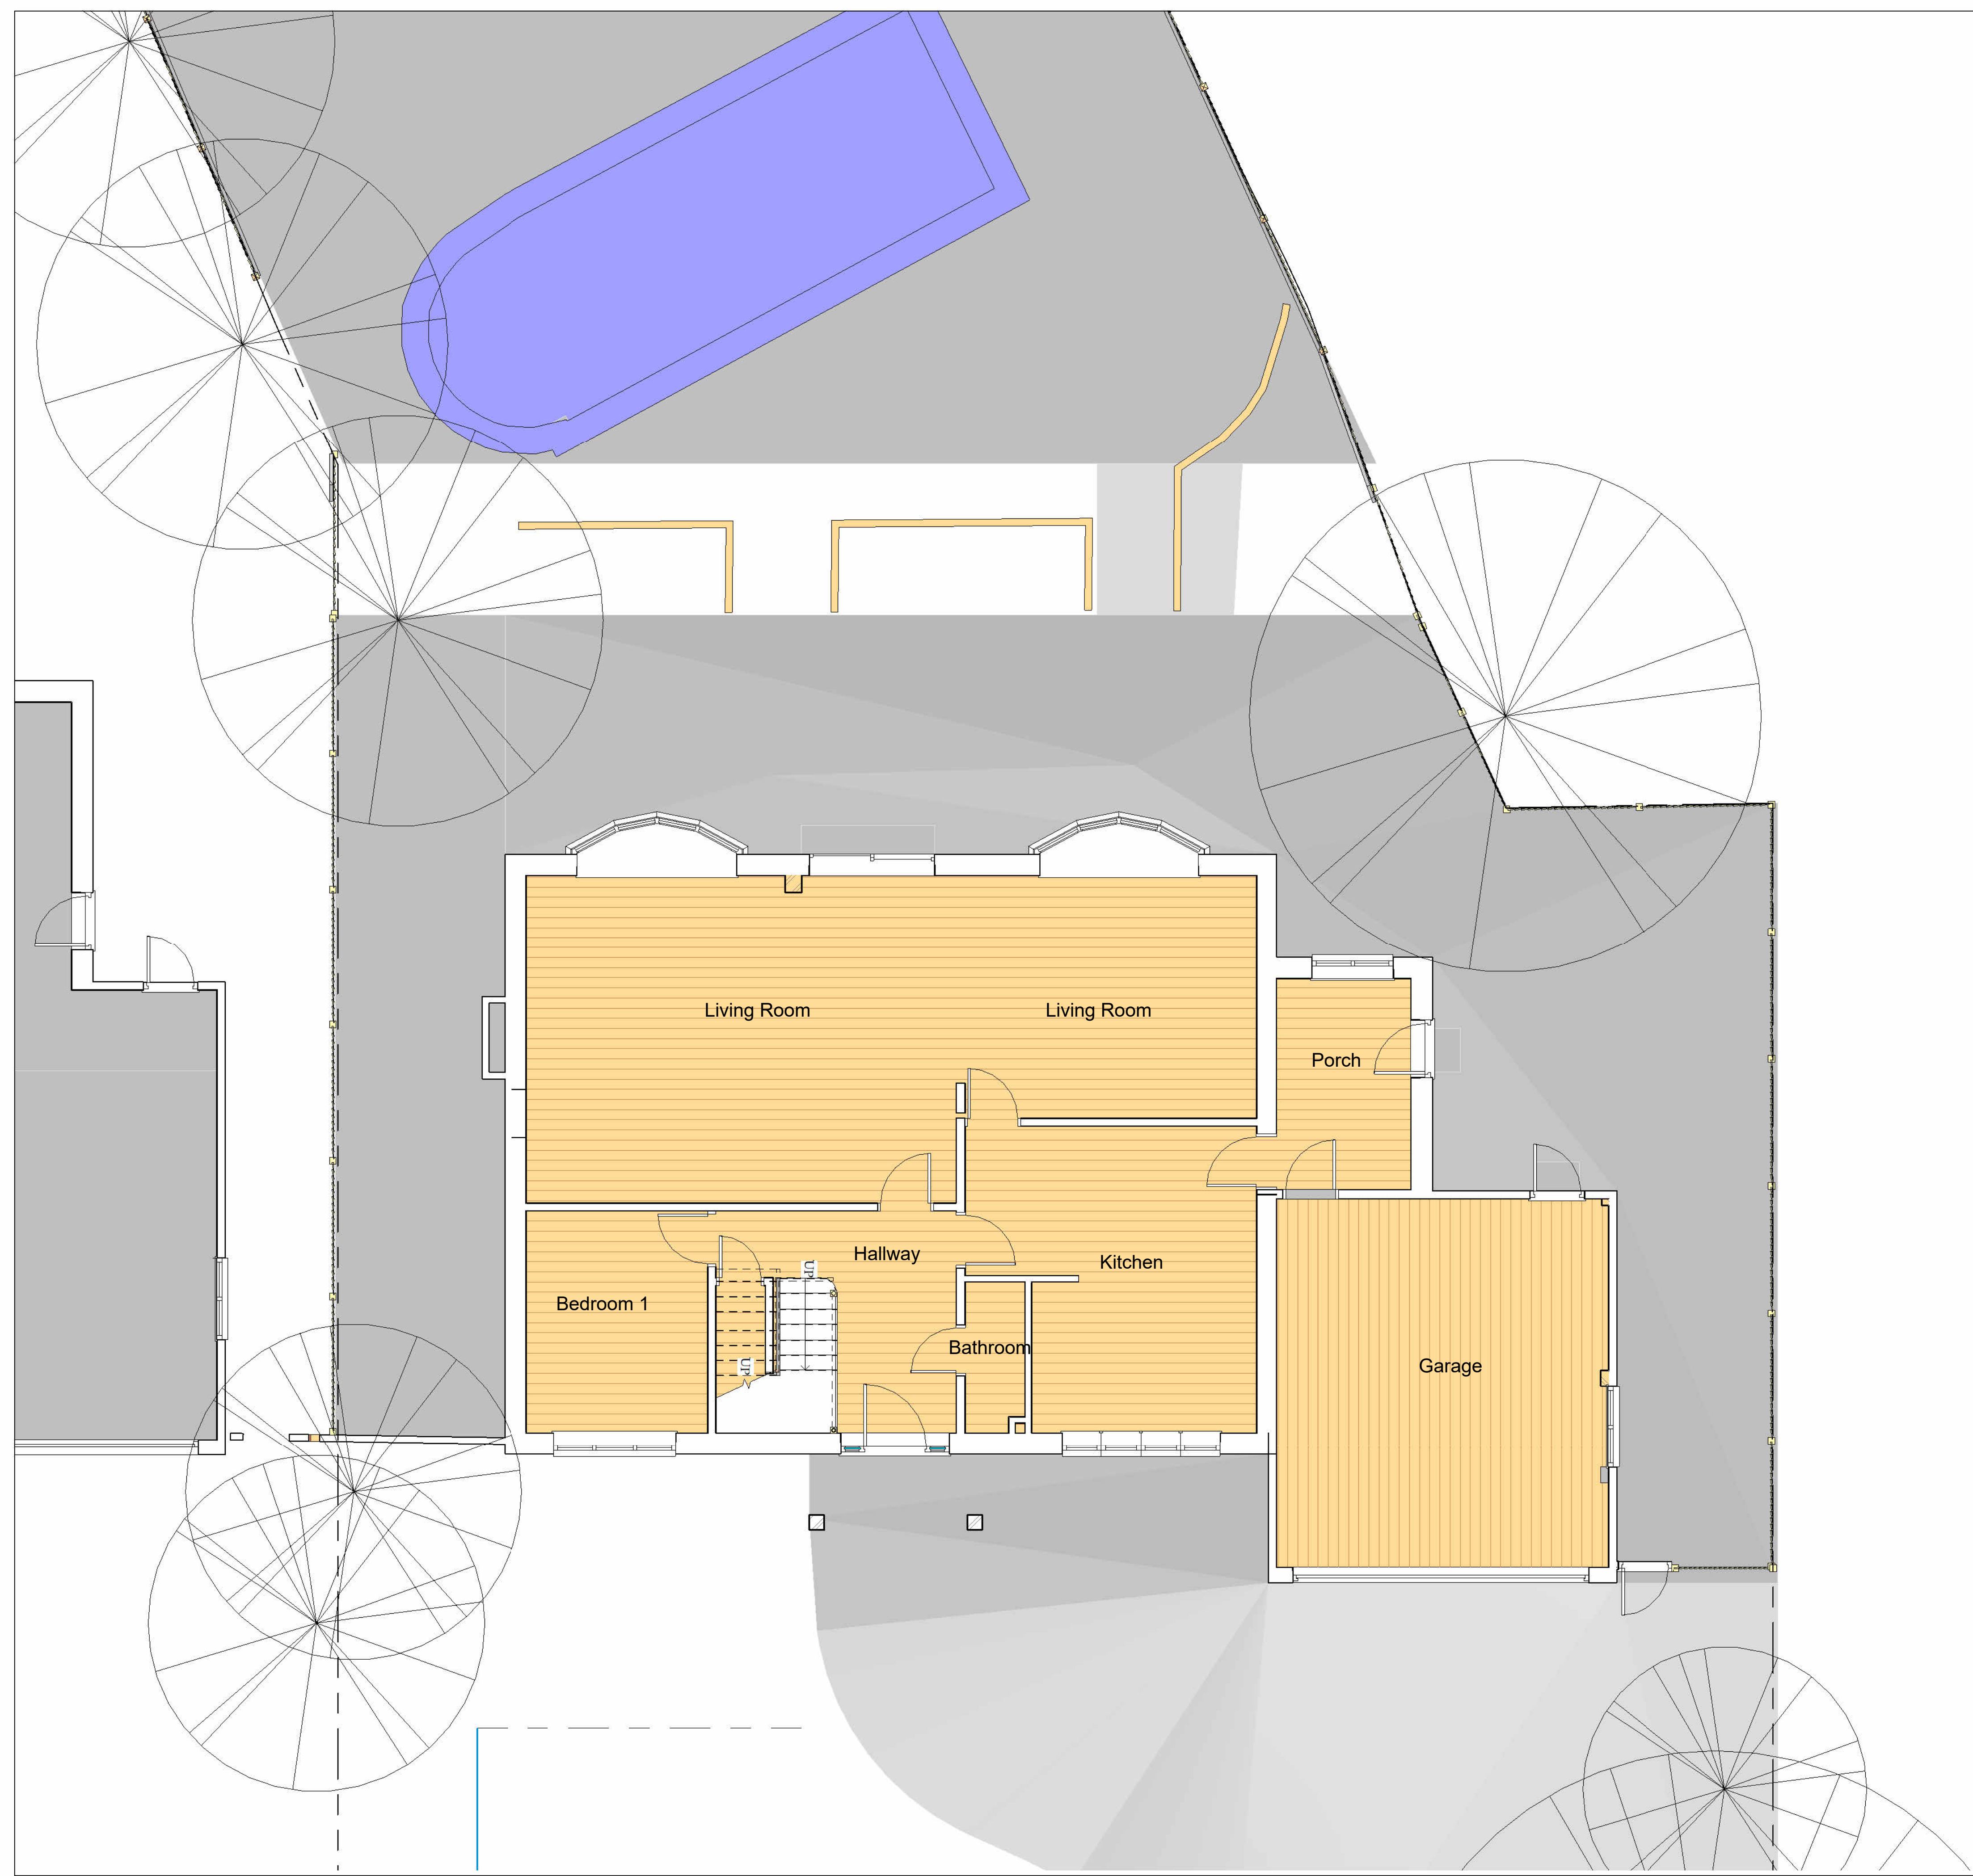 Living Room
Living Room
Porch
Hallway
Kitchen
UP
Bedroom 1
Bathroom
UP
Garage